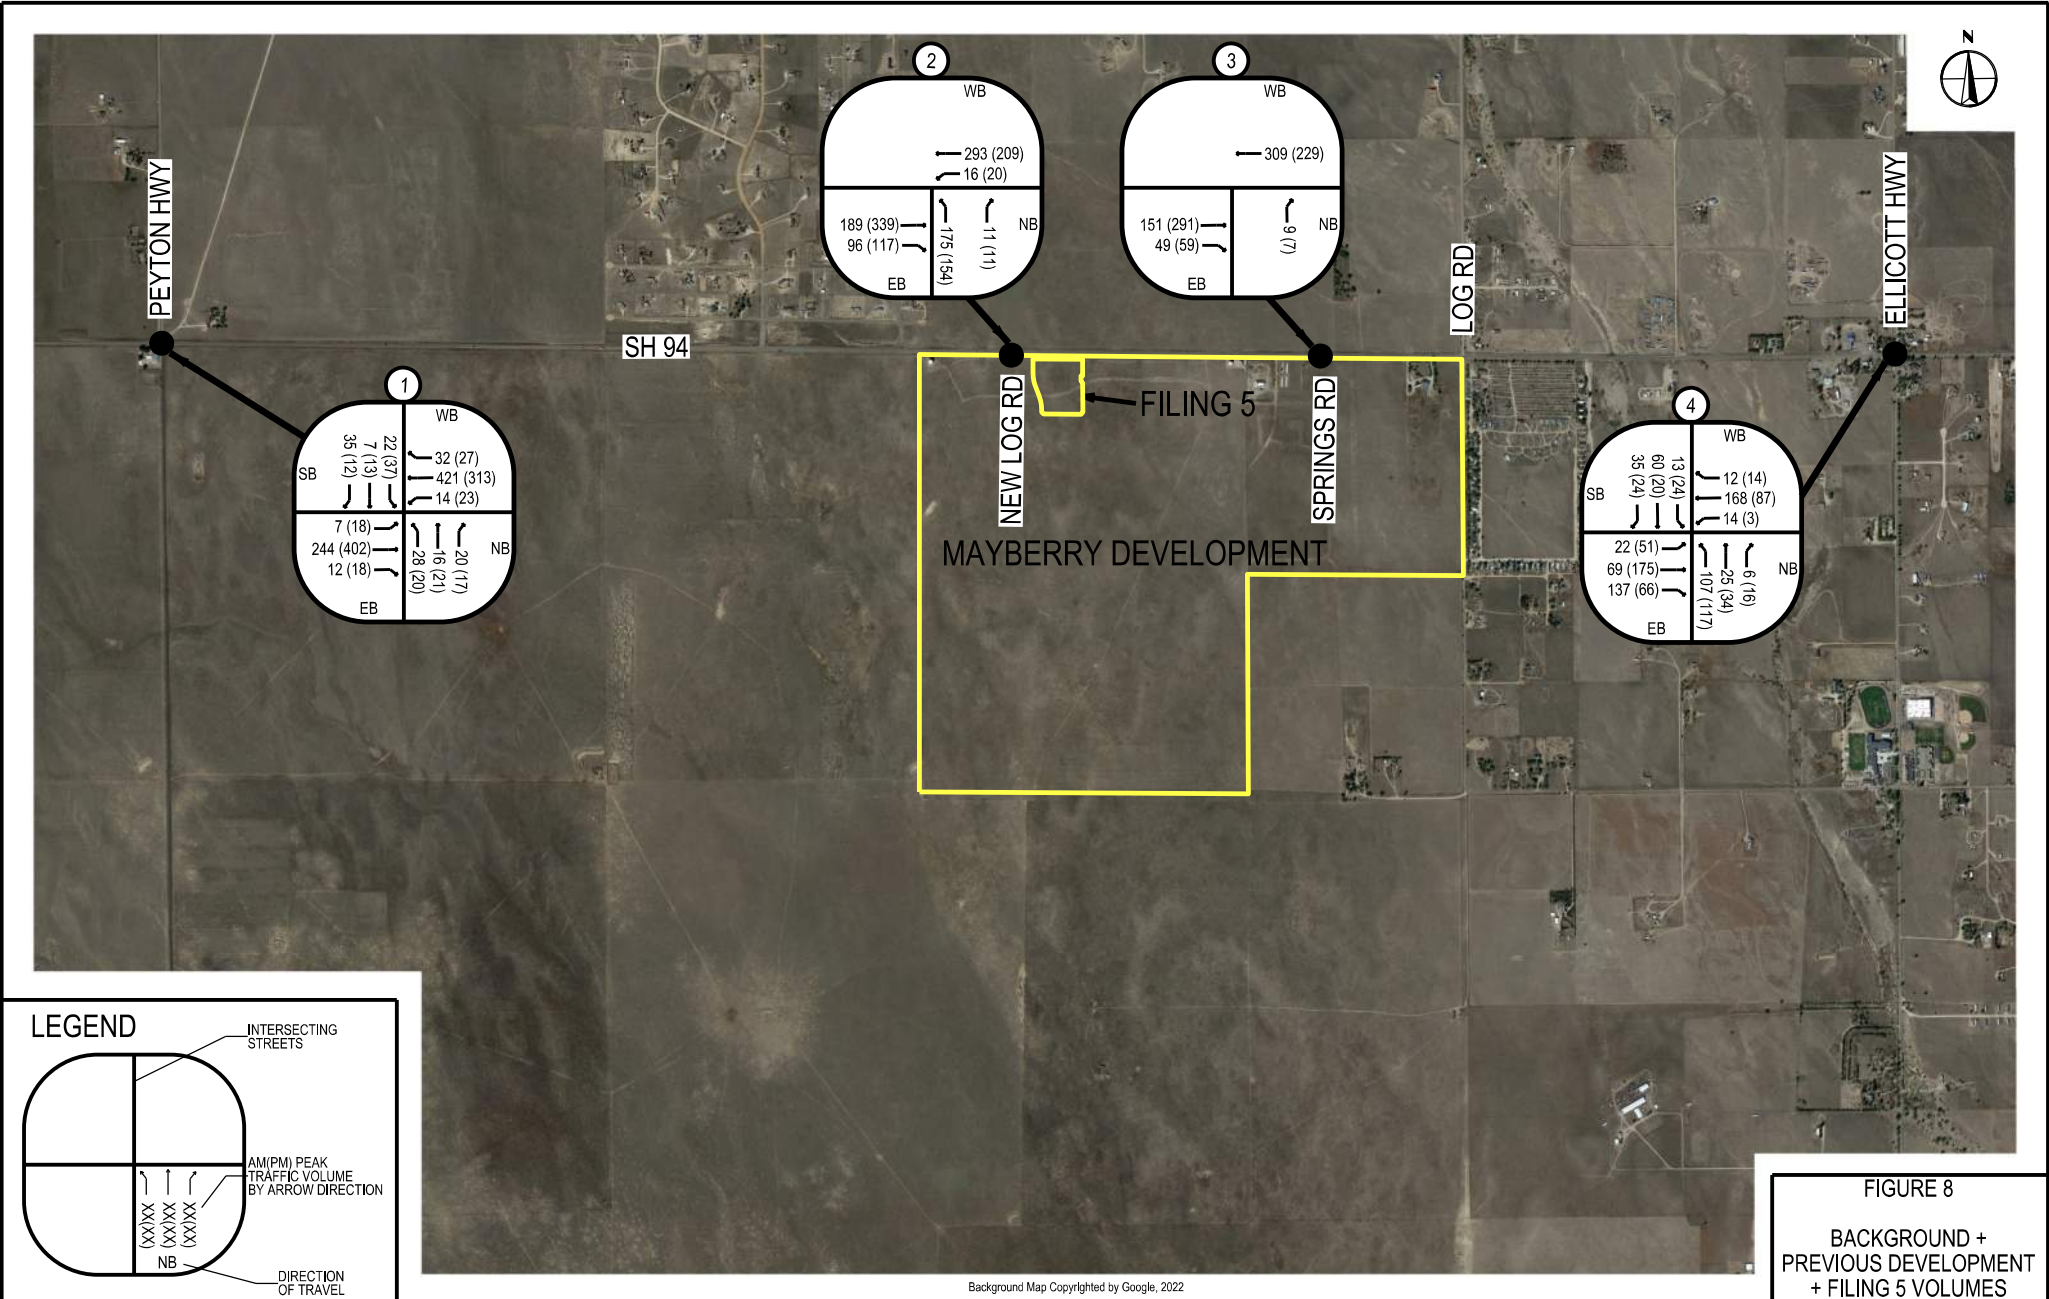 N
2
WB
293 (209)
16 (20)
189 (339)
96 (117)
EB
175 (154)
11 (11)
NB
3
WB
309 (229)
151 (291)
49 (59)
EB
9 (7)
NB
PEYTON HWY
SH 94
LOG RD
ELLICOTT HWY
NEW LOG RD
FILING 5
SPRINGS RD
MAYBERRY DEVELOPMENT
1
WB
SB
35 (12)
7 (13)
22 (37)
32 (27)
421 (313)
14 (23)
7 (18)
244 (402)
12 (18)
EB
28 (20)
16 (21)
20 (17)
NB
4
WB
SB
35 (24)
60 (20)
13 (24)
12 (14)
168 (87)
14 (3)
22 (51)
69 (175)
137 (66)
EB
107 (117)
25 (34)
6 (16)
NB
LEGEND
INTERSECTING
STREETS
AM(PM) PEAK
TRAFFIC VOLUME
BY ARROW DIRECTION
XX(XX)
XX(XX)
XX(XX)
NB
DIRECTION
OF TRAVEL
Background Map Copyrighted by Google, 2022
FIGURE 8
BACKGROUND +
PREVIOUS DEVELOPMENT
+ FILING 5 VOLUMES